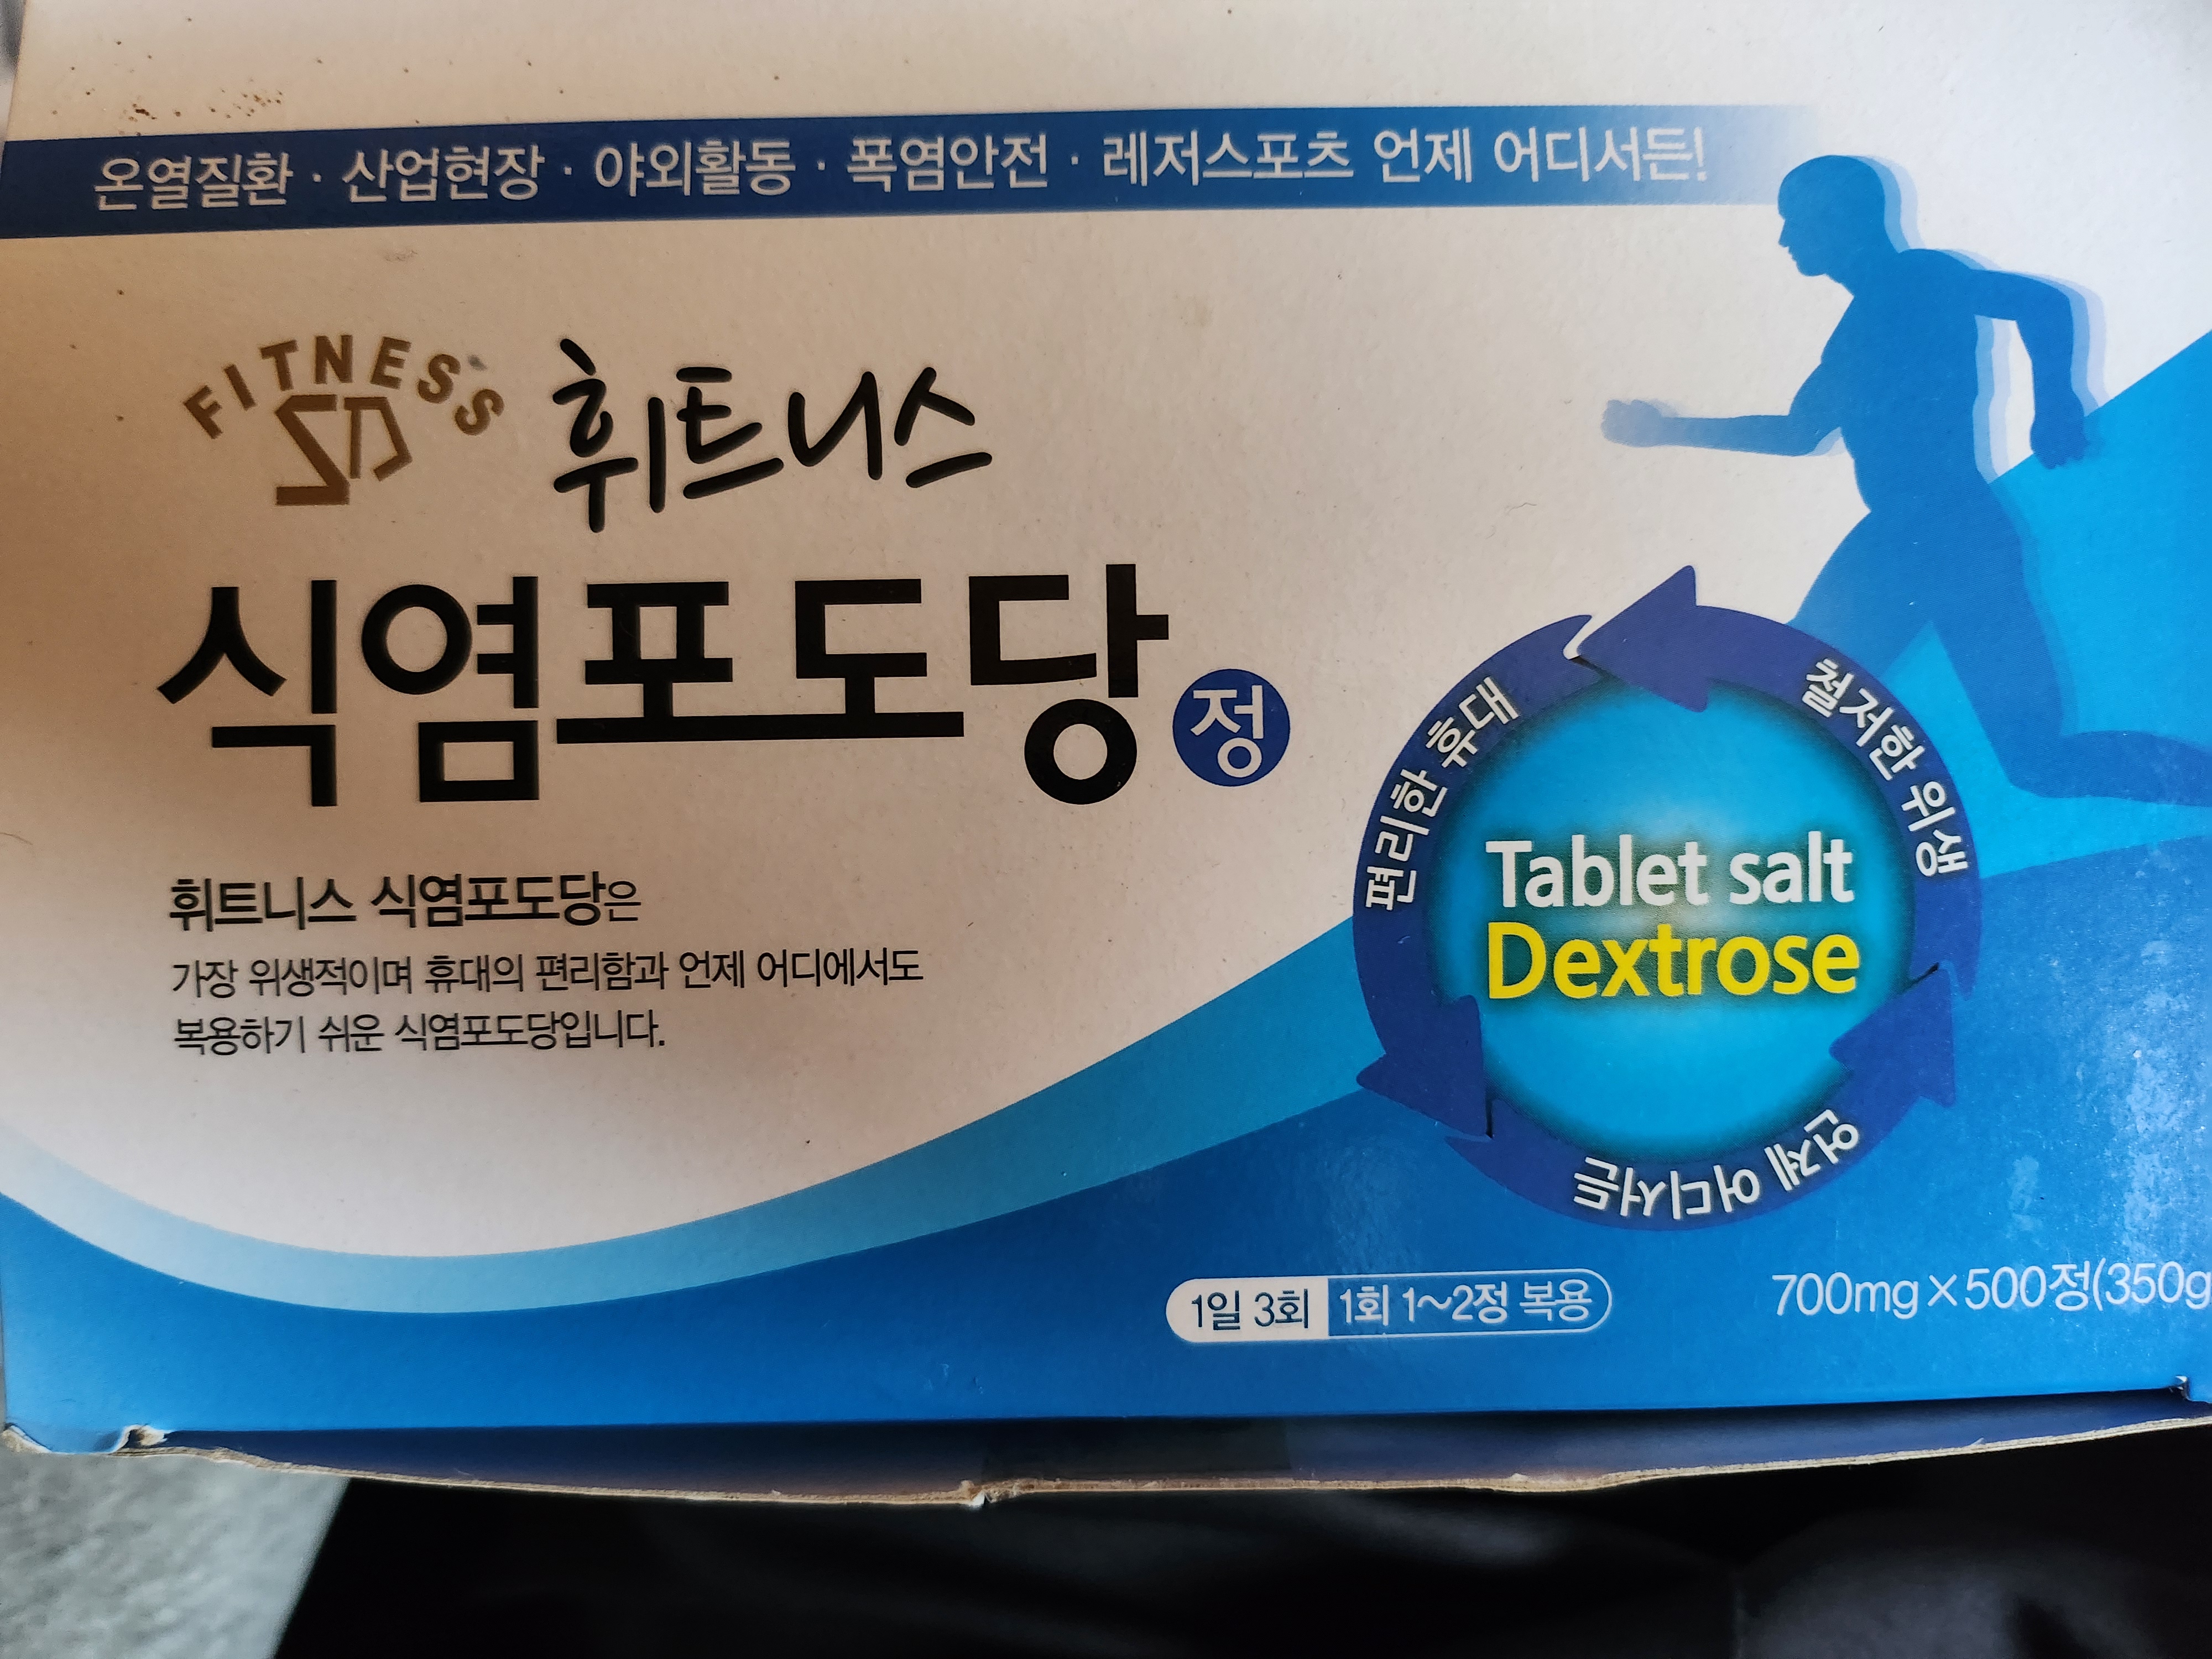 온열질환 · 산업현장 · 야외활동 · 폭염안전 · 레저스포츠 언제 어디서든!
FITNESS
휘트니스
식염포도당 정
휘트니스 식염포도당은
가장 위생적이며 휴대의 편리함과 언제 어디에서도
복용하기 쉬운 식염포도당입니다.
편리한 휴대
철저한 위생
Tablet salt
Dextrose
언제 어디서든
1일 3회 1회 1~2정 복용
700mg×500정(350g